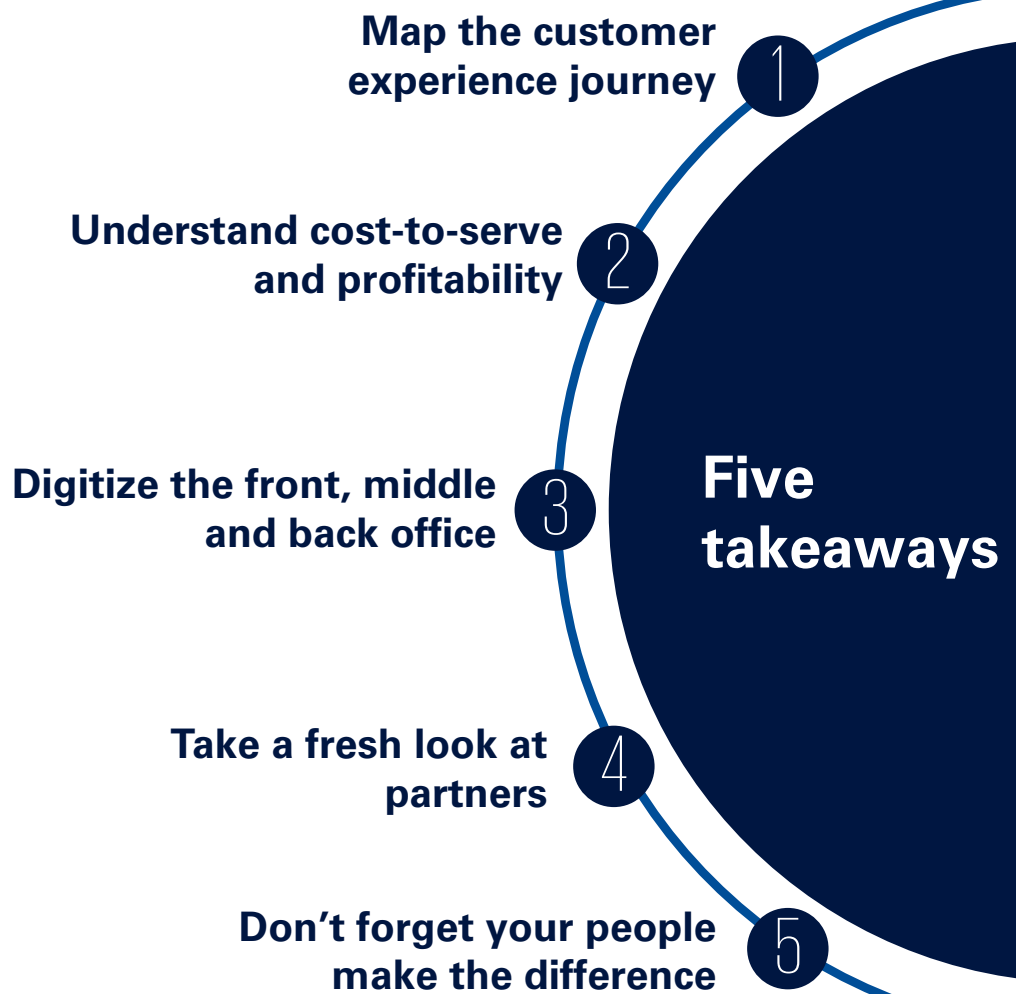 Map the customer
experience journey
1
Understand cost-to-serve
and profitability
2
Digitize the front, middle
and back office
3
Five
takeaways
Take a fresh look at
partners
4
Don’t forget your people
make the difference
5